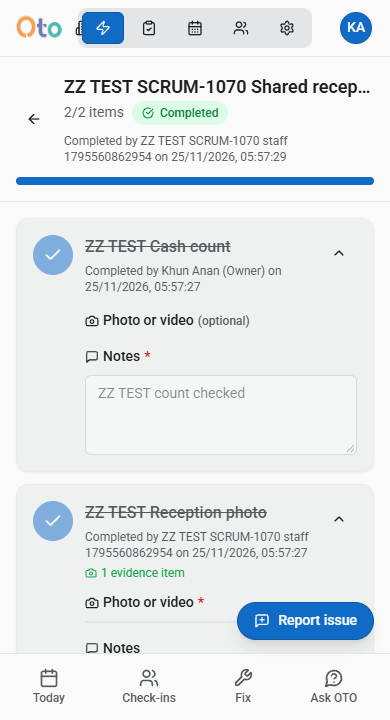 Oto
KA
ZZ TEST SCRUM-1070 Shared recep...
2/2 items
Completed
Completed by ZZ TEST SCRUM-1070 staff
1795560862954 on 25/11/2026, 05:57:29
ZZ TEST Cash count
Completed by Khun Anan (Owner) on
25/11/2026, 05:57:27
Photo or video (optional)
Notes *
ZZ TEST count checked
ZZ TEST Reception photo
Completed by ZZ TEST SCRUM-1070 staff
1795560862954 on 25/11/2026, 05:57:27
1 evidence item
Photo or video *
Report issue
Notes
Today
Check-ins
Fix
Ask OTO